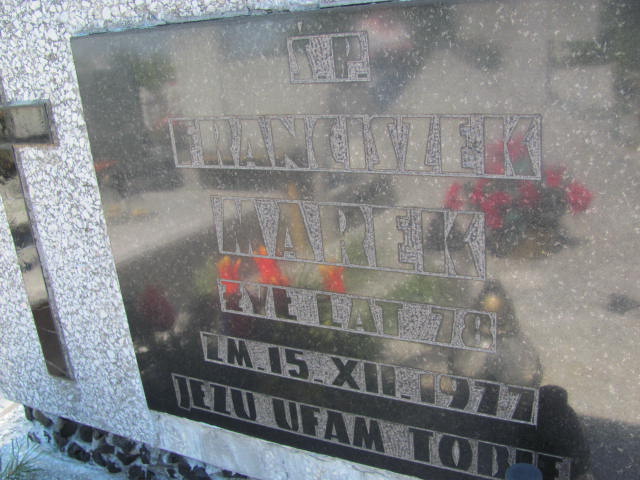 Ś.P.
FRANCISZEK
MAREK
ŻYŁ LAT 78
ZM. 15. XII. 1977
JEZU UFAM TOBIE